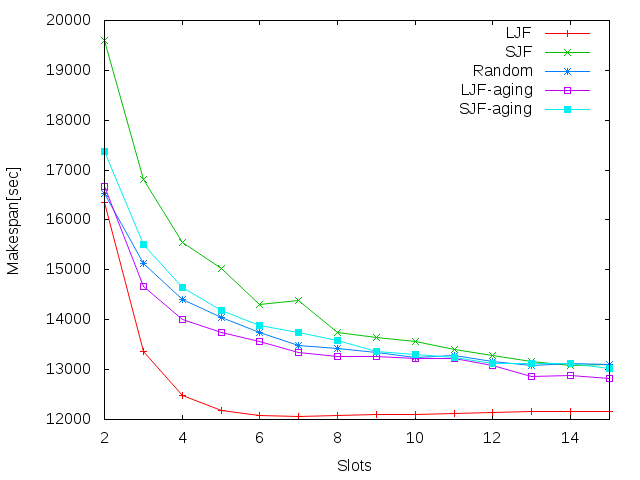 20000
19000
18000
17000
16000
15000
14000
13000
12000
2 4 6 8 10 12 14
Makespan[sec]
Slots
LJF
SJF
Random
LJF-aging
SJF-aging